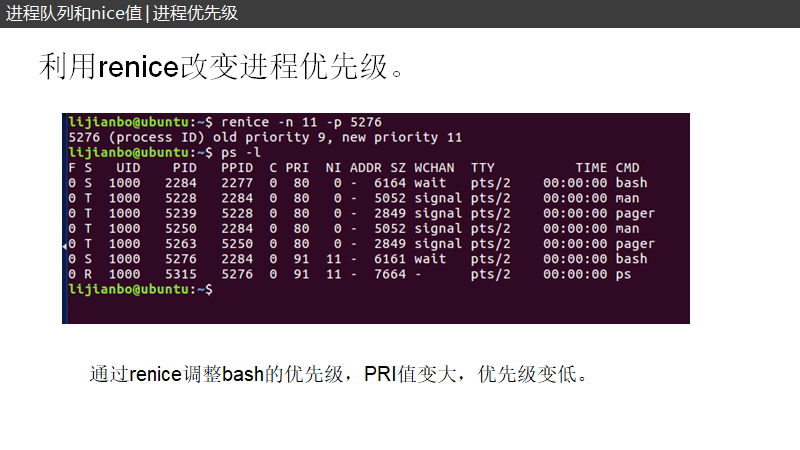 进程队列和nice值|进程优先级
利用renice改变进程优先级。
lijianbo@ubuntu:~$ renice -n 11 -p 5276
5276 (process ID) old priority 9, new priority 11
lijianbo@ubuntu:~$ ps -l
F S   UID    PID   PPID  C PRI  NI ADDR SZ WCHAN  TTY          TIME CMD
0 S  1000   2284   2277  0  80   0 -  6164 wait   pts/2    00:00:00 bash
0 T  1000   5228   2284  0  80   0 -  5052 signal pts/2    00:00:00 man
0 T  1000   5239   5228  0  80   0 -  2849 signal pts/2    00:00:00 pager
0 T  1000   5250   2284  0  80   0 -  5052 signal pts/2    00:00:00 man
0 T  1000   5263   5250  0  80   0 -  2849 signal pts/2    00:00:00 pager
0 S  1000   5276   2284  0  91  11 -  6161 wait   pts/2    00:00:00 bash
0 R  1000   5315   5276  0  91  11 -  7664 -      pts/2    00:00:00 ps
lijianbo@ubuntu:~$
通过renice调整bash的优先级，PRI值变大，优先级变低。